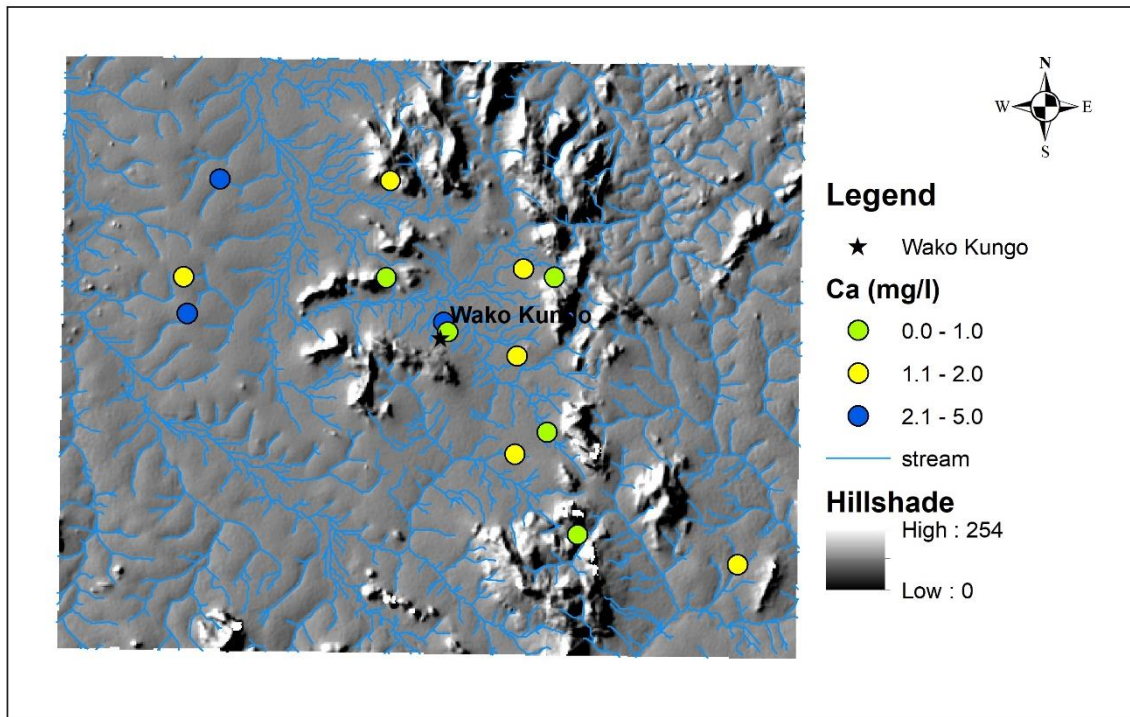 N
W E
S
Legend
Wako Kungo
Ca (mg/l)
0.0 - 1.0
1.1 - 2.0
2.1 - 5.0
stream
Hillshade
High : 254
Low : 0
Wako Kungo